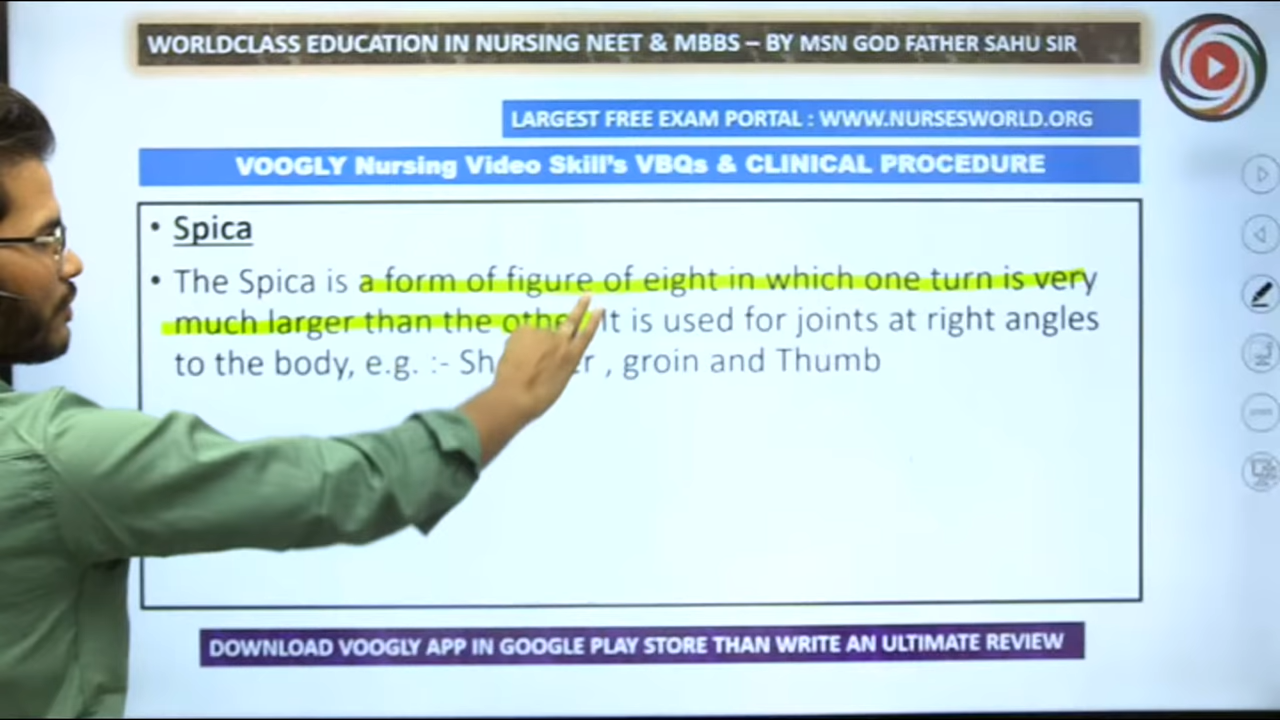 WORLDCLASS EDUCATION IN NURSING NEET & MBBS – BY MSN GOD FATHER SAHU SIR
LARGEST FREE EXAM PORTAL : WWW.NURSESWORLD.ORG
VOOGLY Nursing Video Skill's VBQs & CLINICAL PROCEDURE
• Spica
• The Spica is a form of figure of eight in which one turn is very
much larger than the It is used for joints at right angles
to the body, e.g. :- , groin and Thumb
DOWNLOAD VOOGLY APP IN GOOGLE PLAY STORE THAN WRITE AN ULTIMATE REVIEW